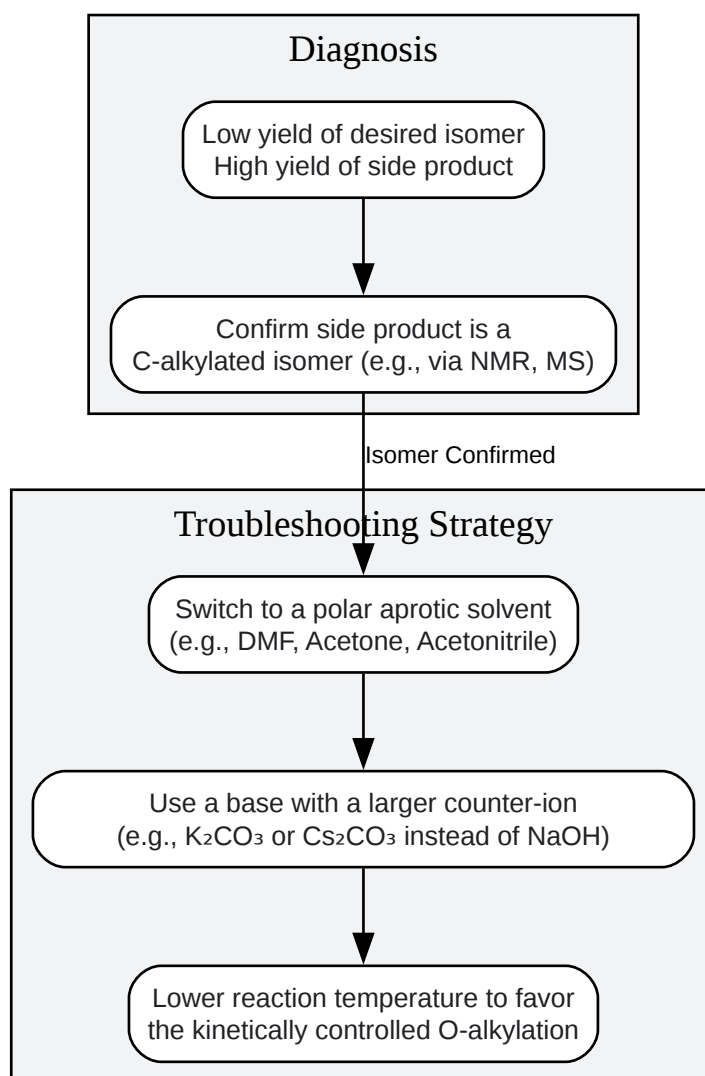 Diagnosis
Low yield of desired isomer
High yield of side product
Confirm side product is a
C-alkylated isomer (e.g., via NMR, MS)
Isomer Confirmed
Troubleshooting Strategy
Switch to a polar aprotic solvent
(e.g., DMF, Acetone, Acetonitrile)
Use a base with a larger counter-ion
(e.g., K₂CO₃ or Cs₂CO₃ instead of NaOH)
Lower reaction temperature to favor
the kinetically controlled O-alkylation